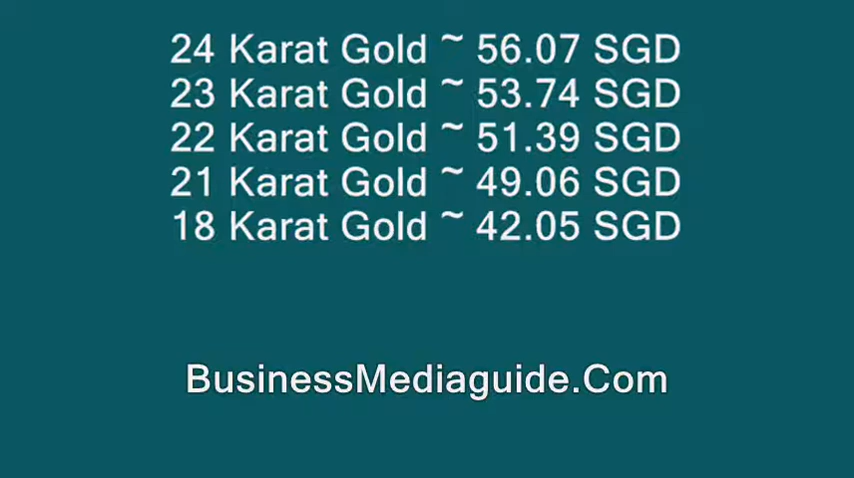 24 Karat Gold ~ 56.07 SGD
23 Karat Gold ~ 53.74 SGD
22 Karat Gold ~ 51.39 SGD
21 Karat Gold ~ 49.06 SGD
18 Karat Gold ~ 42.05 SGD
BusinessMediaguide.Com